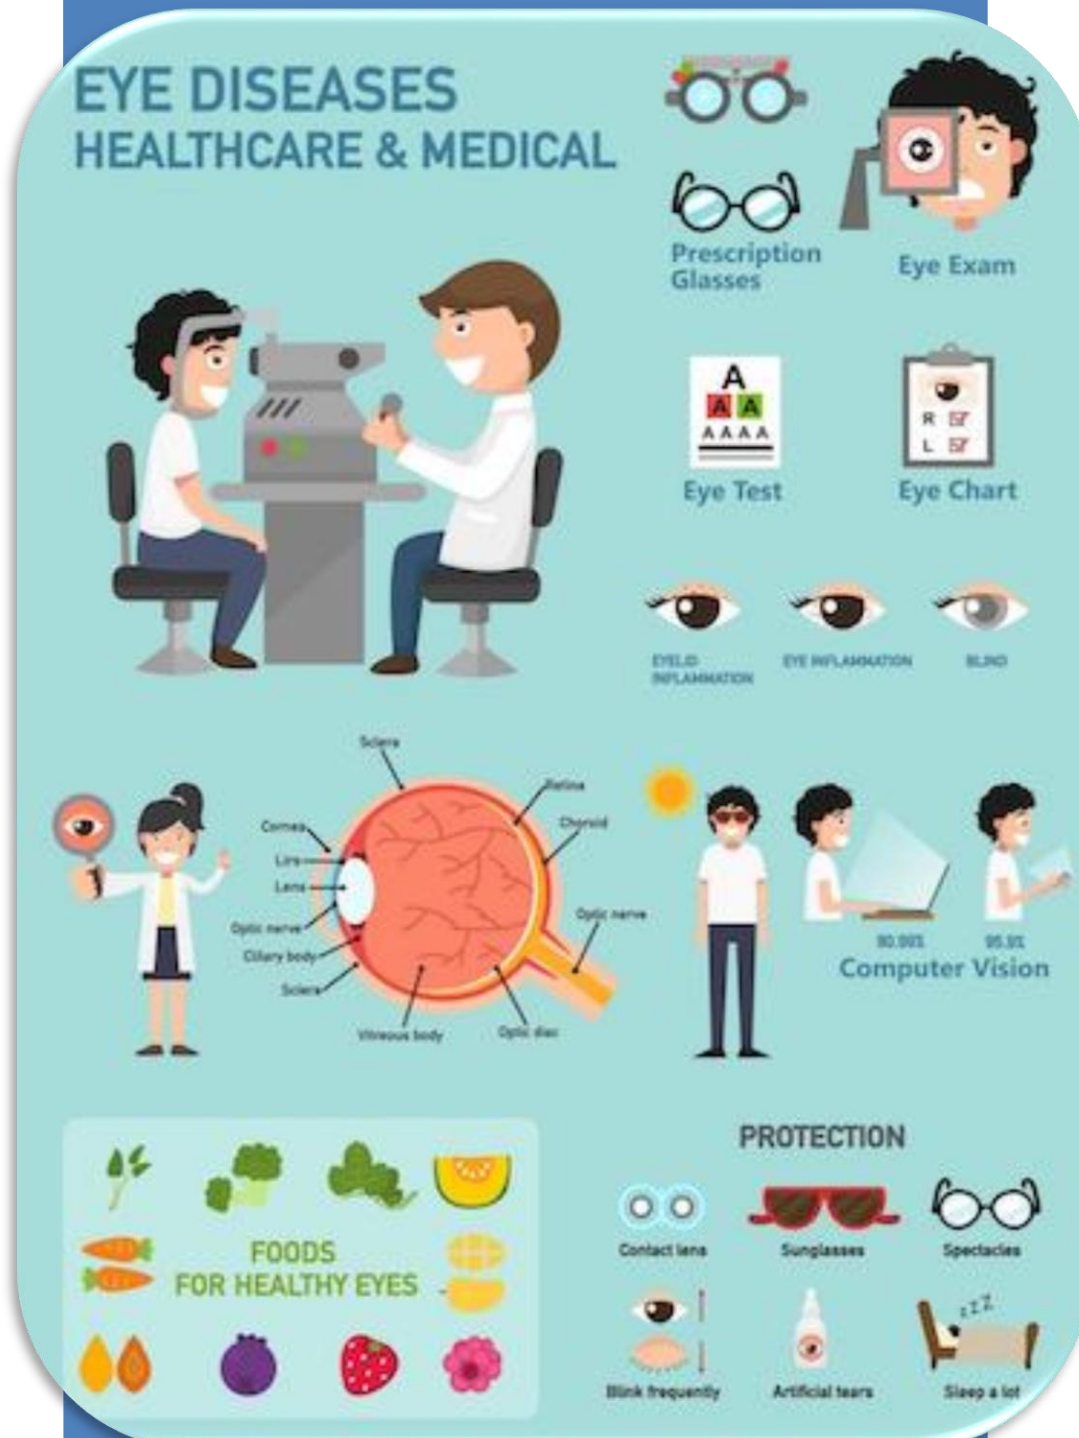 EYE DISEASES
HEALTHCARE & MEDICAL
Prescription
Glasses
Eye Exam
A
A A
A A A A
R
L
Eye Test
Eye Chart
EYELID
INFLAMMATION
EYE INFLAMMATION
BLIND
Sclera
Retina
Cornea
Choroid
Lens
Optic nerve
Optic nerve
Ciliary body
Sclera
Vitreous body
Optic disc
Computer Vision
FOODS
FOR HEALTHY EYES
PROTECTION
Contact lens
Sunglasses
Spectacles
zzz
Blink frequently
Artificial tears
Sleep a lot